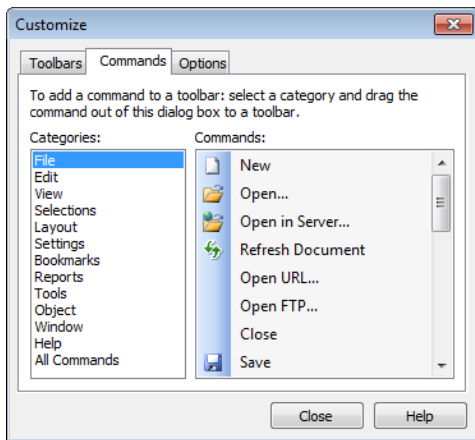 Customize
Toolbars Commands Options
To add a command to a toolbar: select a category and drag the
command out of this dialog box to a toolbar.
Categories:
File
Edit
View
Selections
Layout
Settings
Bookmarks
Reports
Tools
Object
Window
Help
All Commands
Commands:
New
Open...
Open in Server...
Refresh Document
Open URL...
Open FTP...
Close
Save
Close Help